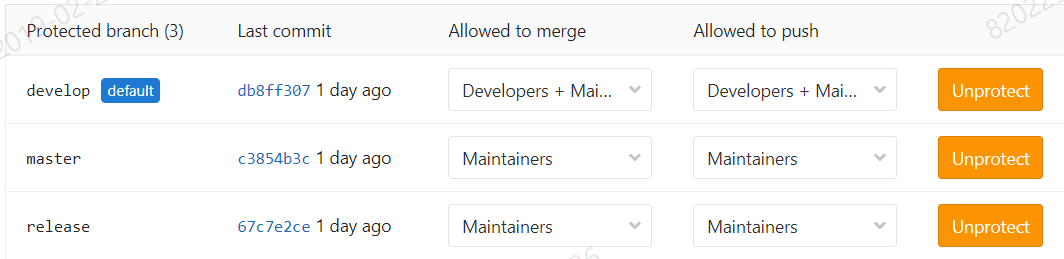 Protected branch (3) Last commit Allowed to merge Allowed to push
develop default db8ff307 1 day ago Developers + Mai... Developers + Mai... Unprotect
master c3854b3c 1 day ago Maintainers Maintainers Unprotect
release 67c7e2ce 1 day ago Maintainers Maintainers Unprotect